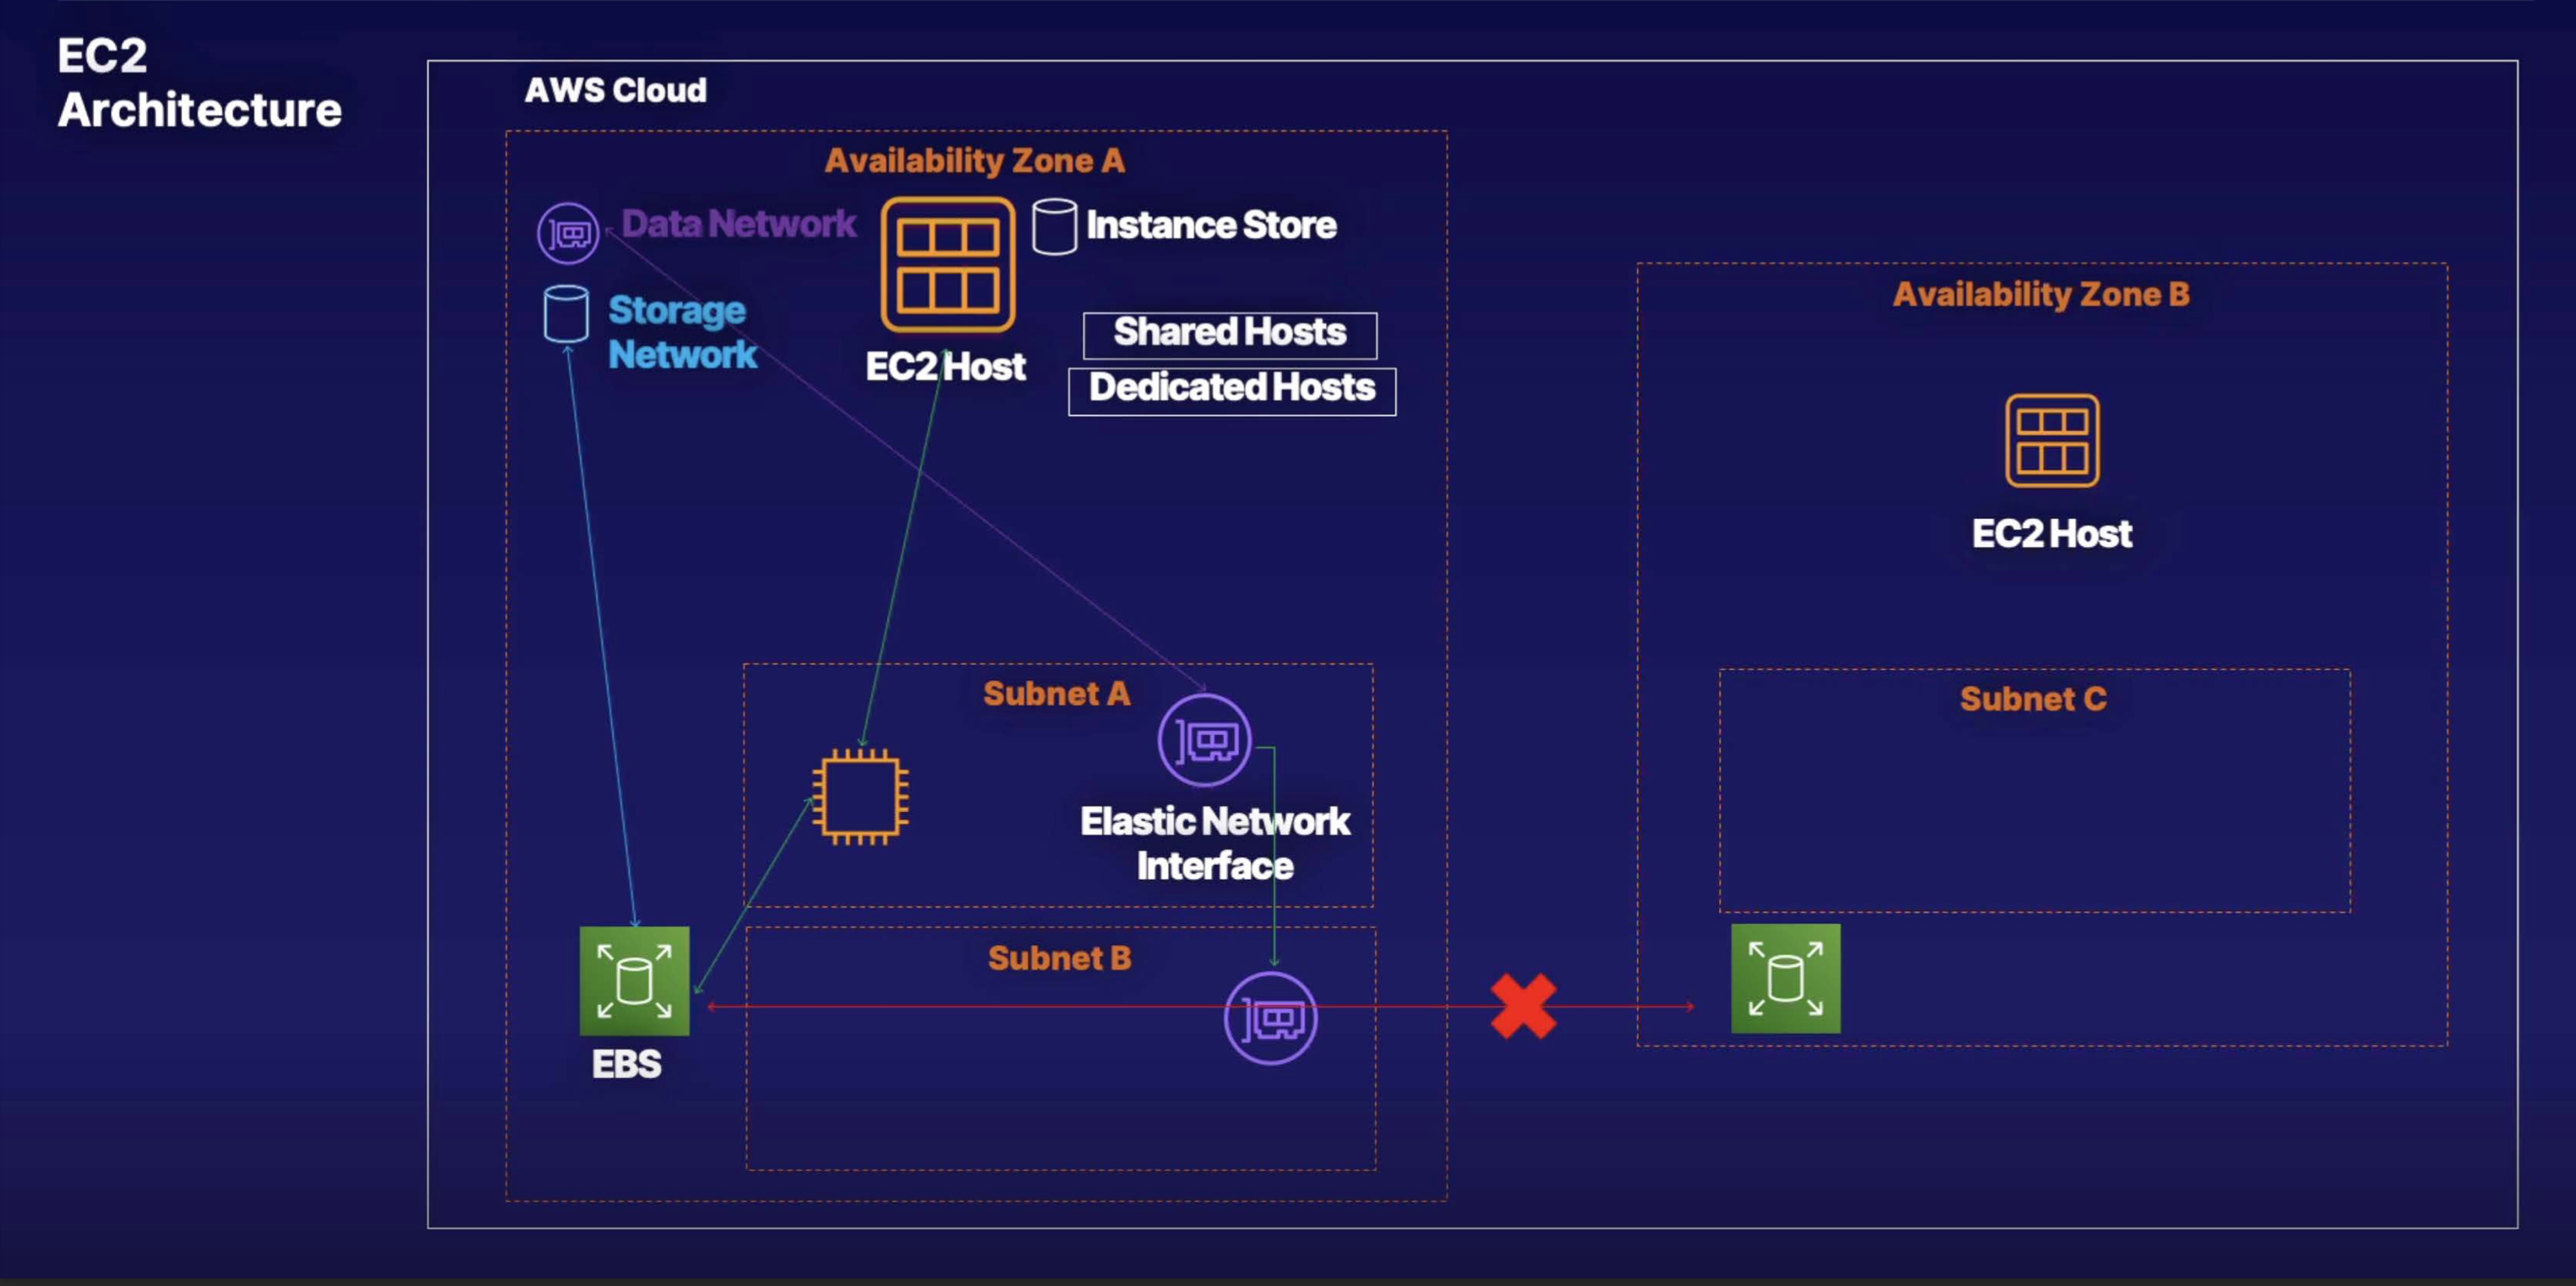 EC2
Architecture
AWS Cloud
Availability Zone A
Data Network
Instance Store
Storage
Network
EC2 Host
Shared Hosts
Dedicated Hosts
Subnet A
Elastic Network
Interface
Subnet B
EBS
Availability Zone B
EC2 Host
Subnet C